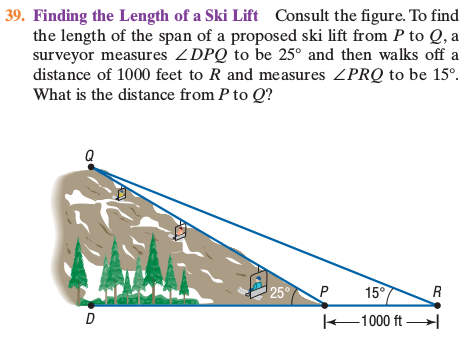 39. Finding the Length of a Ski Lift Consult the figure. To find
the length of the span of a proposed ski lift from P to Q, a
surveyor measures ∠DPQ to be 25° and then walks off a
distance of 1000 feet to R and measures ∠PRQ to be 15°.
What is the distance from P to Q?
Q
25° P 15° R
D
1000 ft